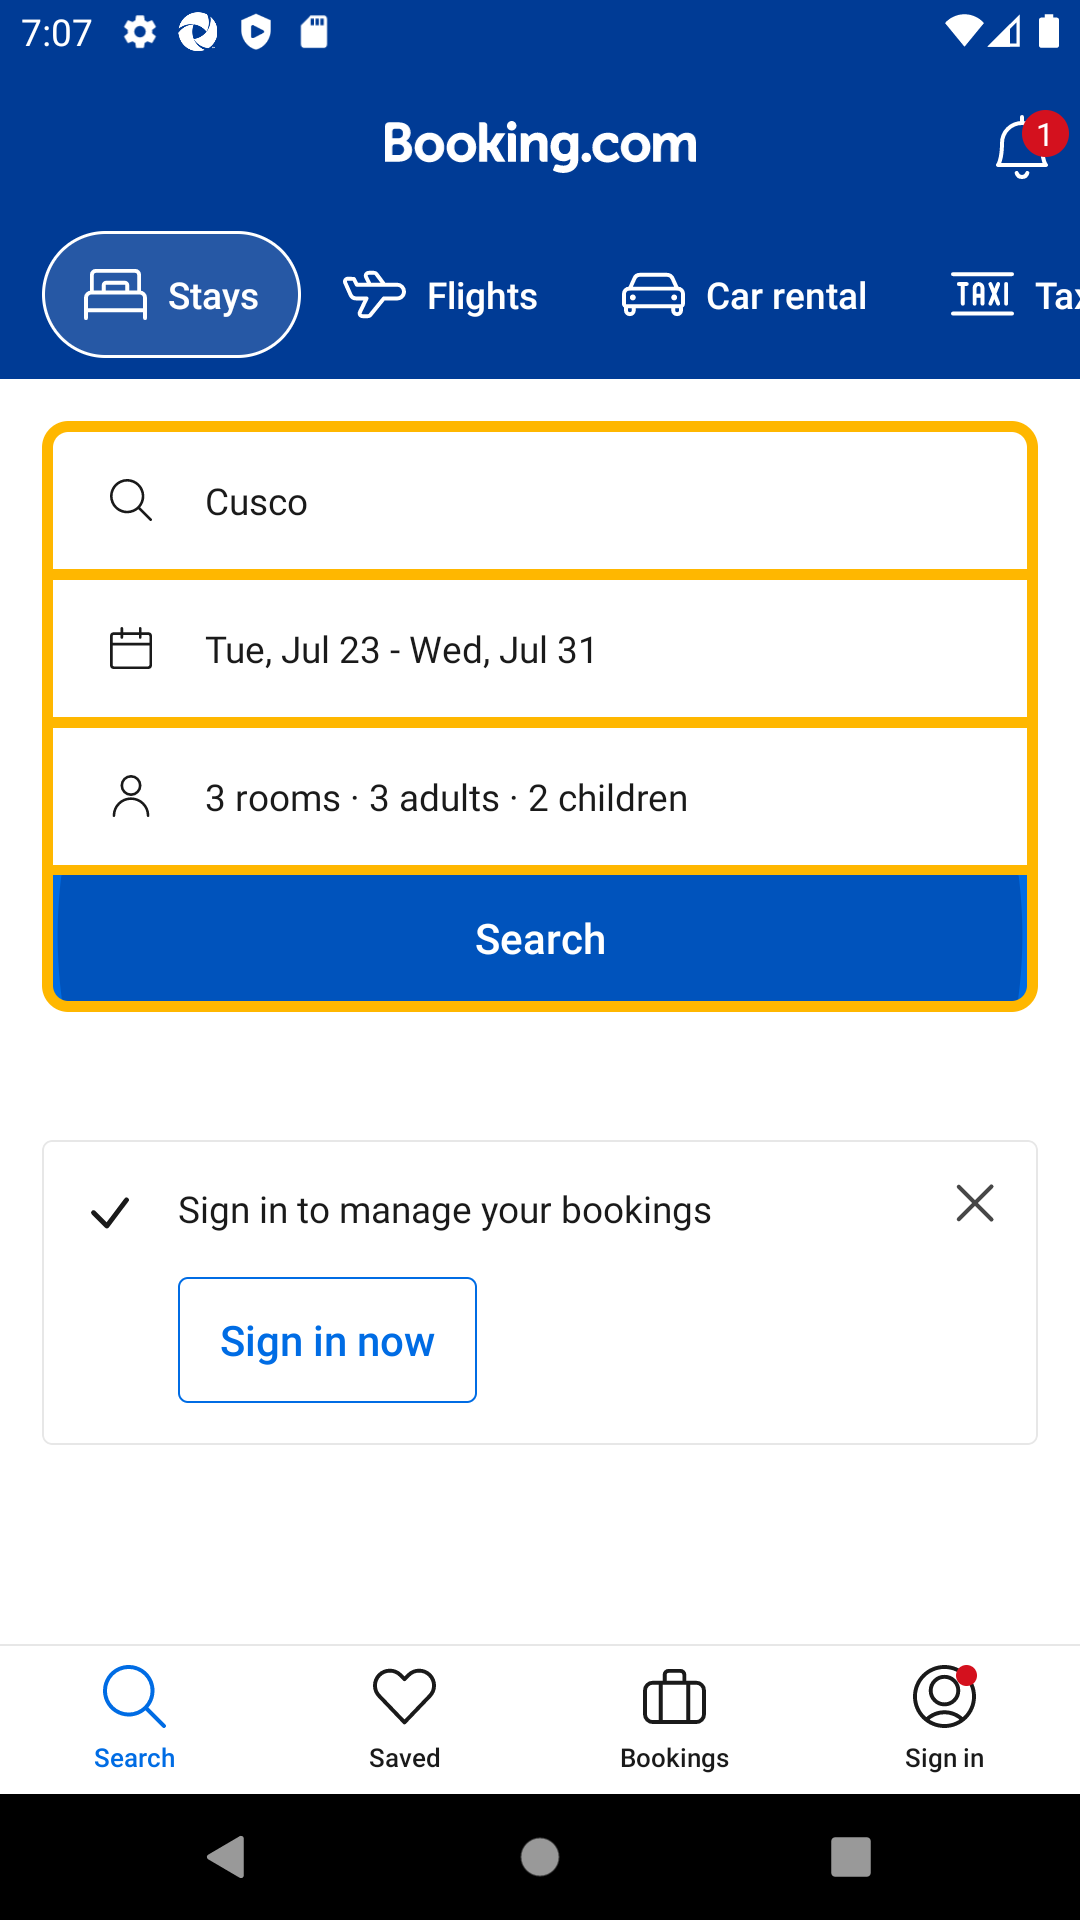 7:07
Booking.com
1
Stays
Flights
Car rental
TAXI
Tax
Cusco
Tue, Jul 23 - Wed, Jul 31
3 rooms · 3 adults · 2 children
Search
Sign in to manage your bookings
Sign in now
Search
Saved
Bookings
Sign in